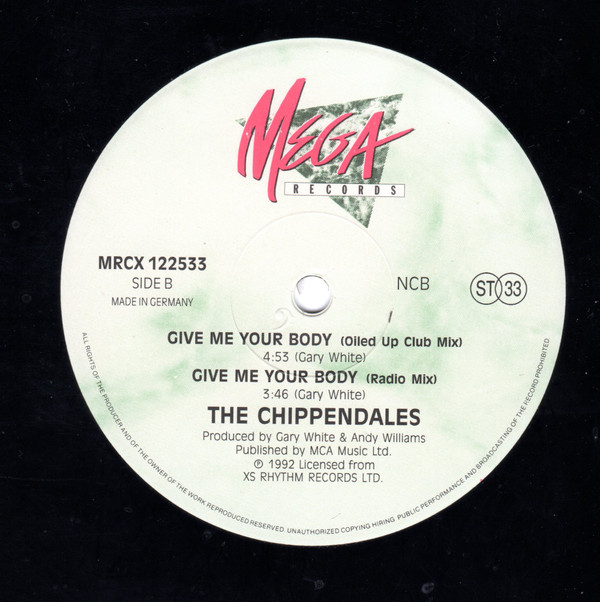 MEGA
RECORDS
MRCX 122533
SIDE B
MADE IN GERMANY
NCB
ST 33
GIVE ME YOUR BODY (Oiled Up Club Mix)
4:53 (Gary White)
GIVE ME YOUR BODY (Radio Mix)
3:46 (Gary White)
THE CHIPPENDALES
Produced by Gary White & Andy Williams
Published by MCA Music Ltd.
℗ 1992 Licensed from
XS RHYTHM RECORDS LTD.
ALL RIGHTS OF THE PRODUCER AND OF THE OWNER OF THE WORK REPRODUCED RESERVED. UNAUTHORIZED COPYING HIRING PUBLIC PERFORMANCE AND BROADCASTING OF THE RECORD PROHIBITED